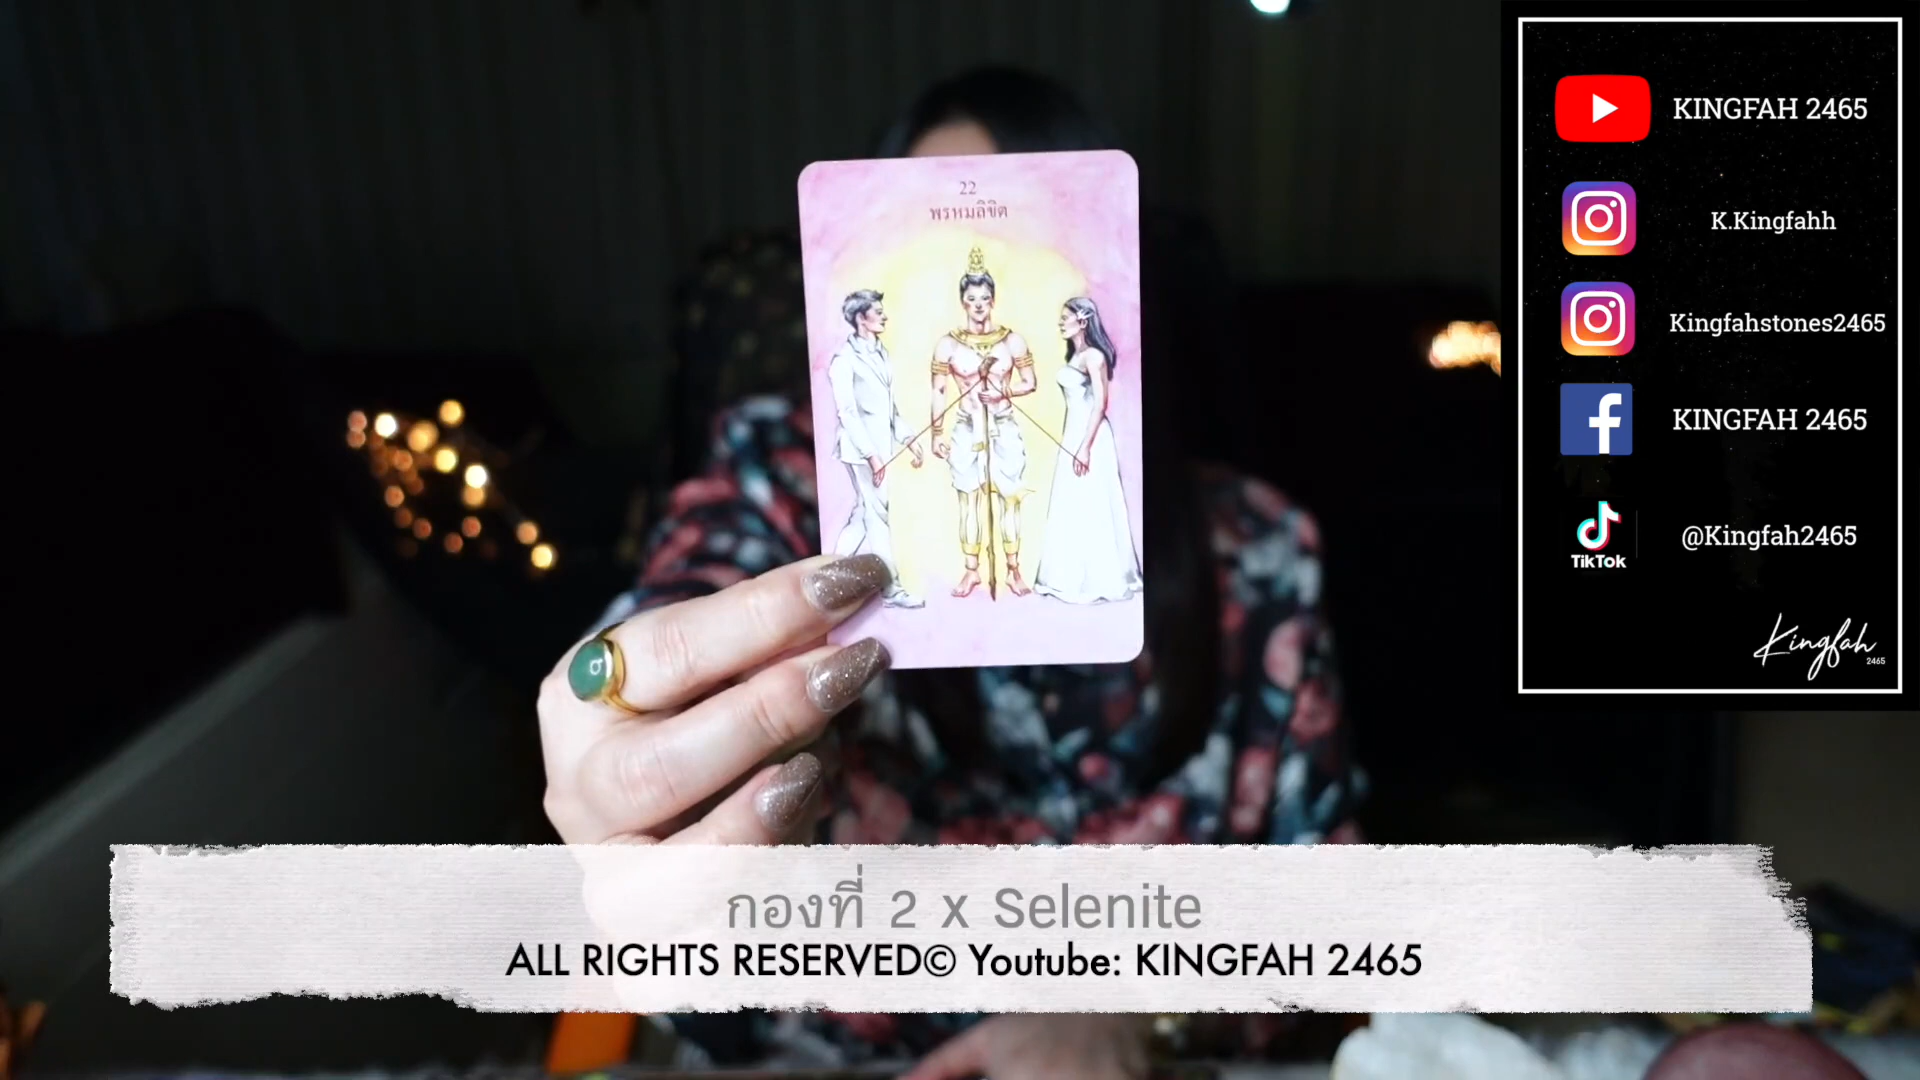 22
พรหมลิขิต
KINGFAH 2465
K.Kingfahh
Kingfahstones2465
KINGFAH 2465
TikTok
@Kingfah2465
Kingfah
2465
กองที่ 2 x Selenite
ALL RIGHTS RESERVED© Youtube: KINGFAH 2465